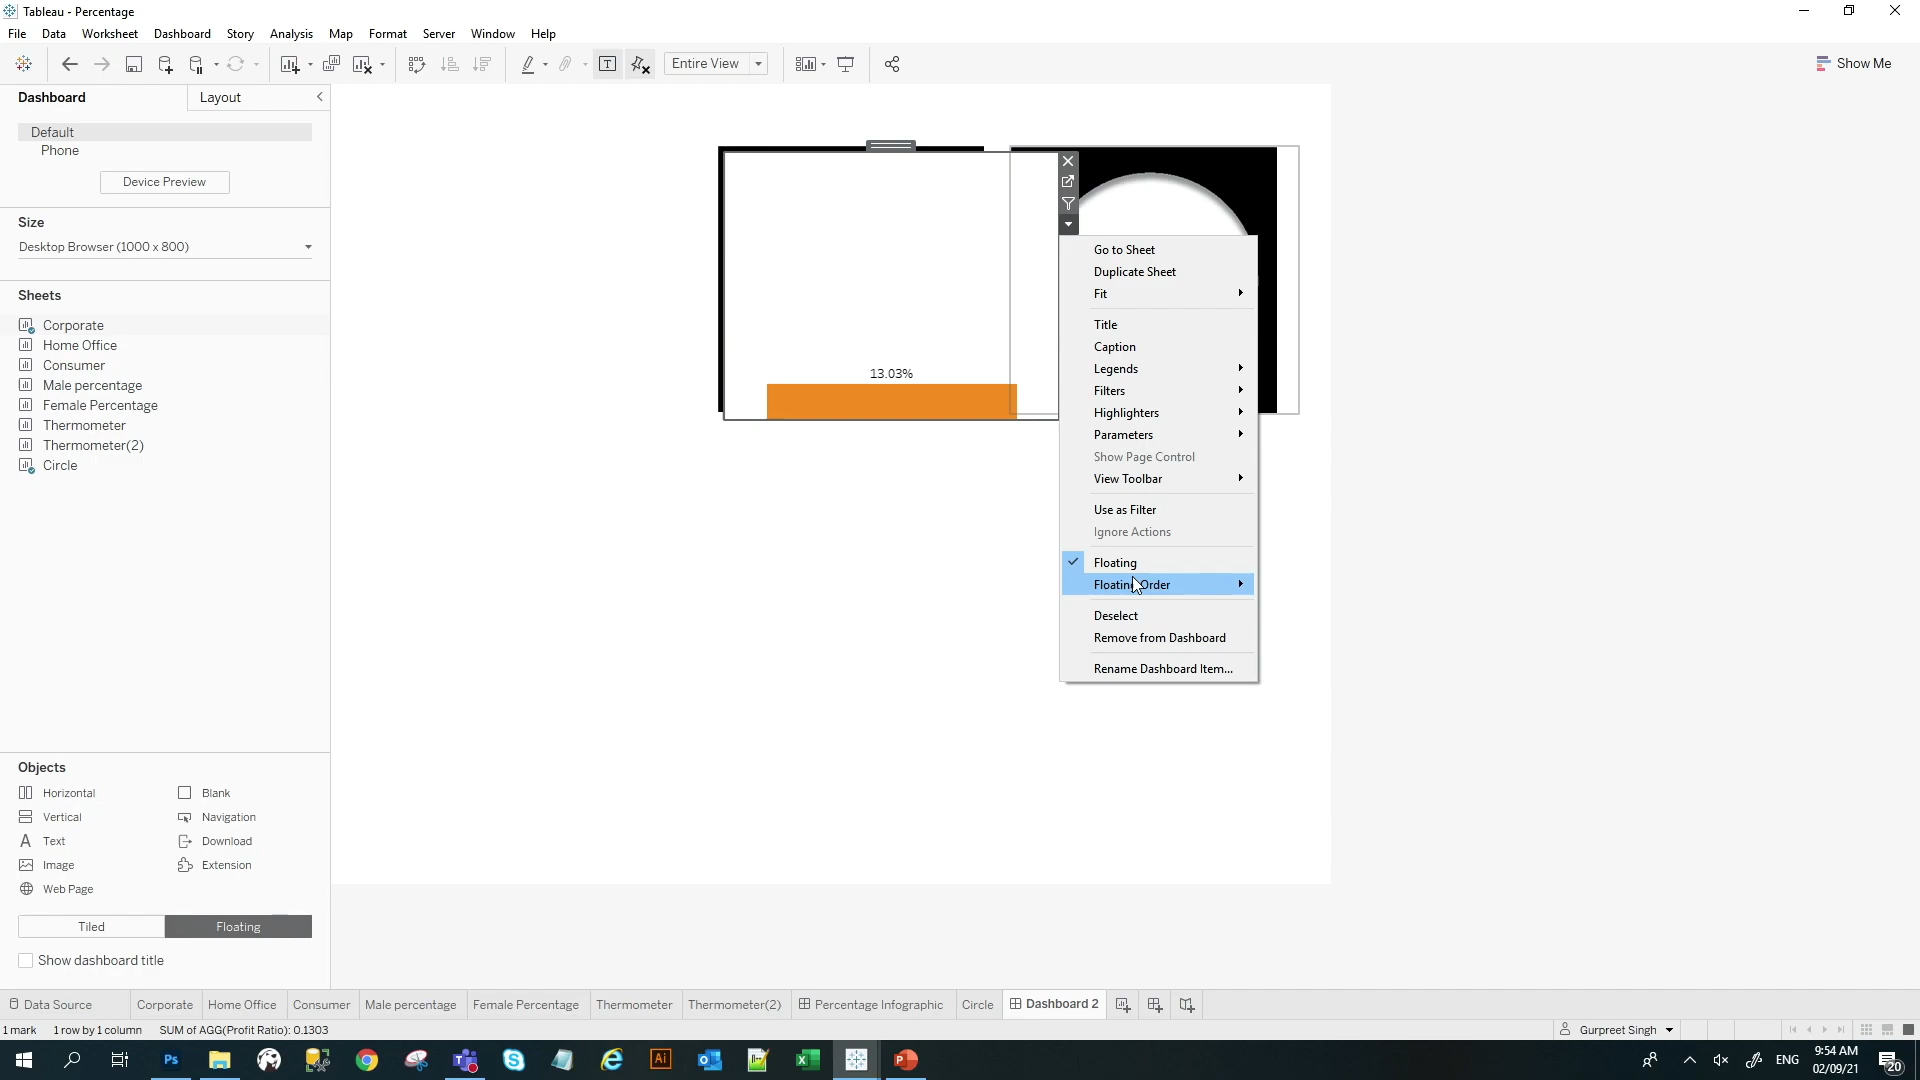 Tableau - Percentage
File Data Worksheet Dashboard Story Analysis Map Format Server Window Help
Entire View
Show Me
Dashboard Layout
Default
Phone
Device Preview
Size
Desktop Browser (1000 x 800)
Sheets
Corporate
Home Office
Consumer
Male percentage
Female Percentage
Thermometer
Thermometer(2)
Circle
13.03%
Go to Sheet
Duplicate Sheet
Fit
Title
Caption
Legends
Filters
Highlighters
Parameters
Show Page Control
View Toolbar
Use as Filter
Ignore Actions
Floating
Floating Order
Deselect
Remove from Dashboard
Rename Dashboard Item...
Objects
Horizontal Blank
Vertical Navigation
Text Download
Image Extension
Web Page
Tiled Floating
Show dashboard title
Data Source Corporate Home Office Consumer Male percentage Female Percentage Thermometer Thermometer(2) Percentage Infographic Circle Dashboard 2
1 mark 1 row by 1 column SUM of AGG(Profit Ratio): 0.1303 Gurpreet Singh
Ps Ai ENG 9:54 AM
02/09/21
20